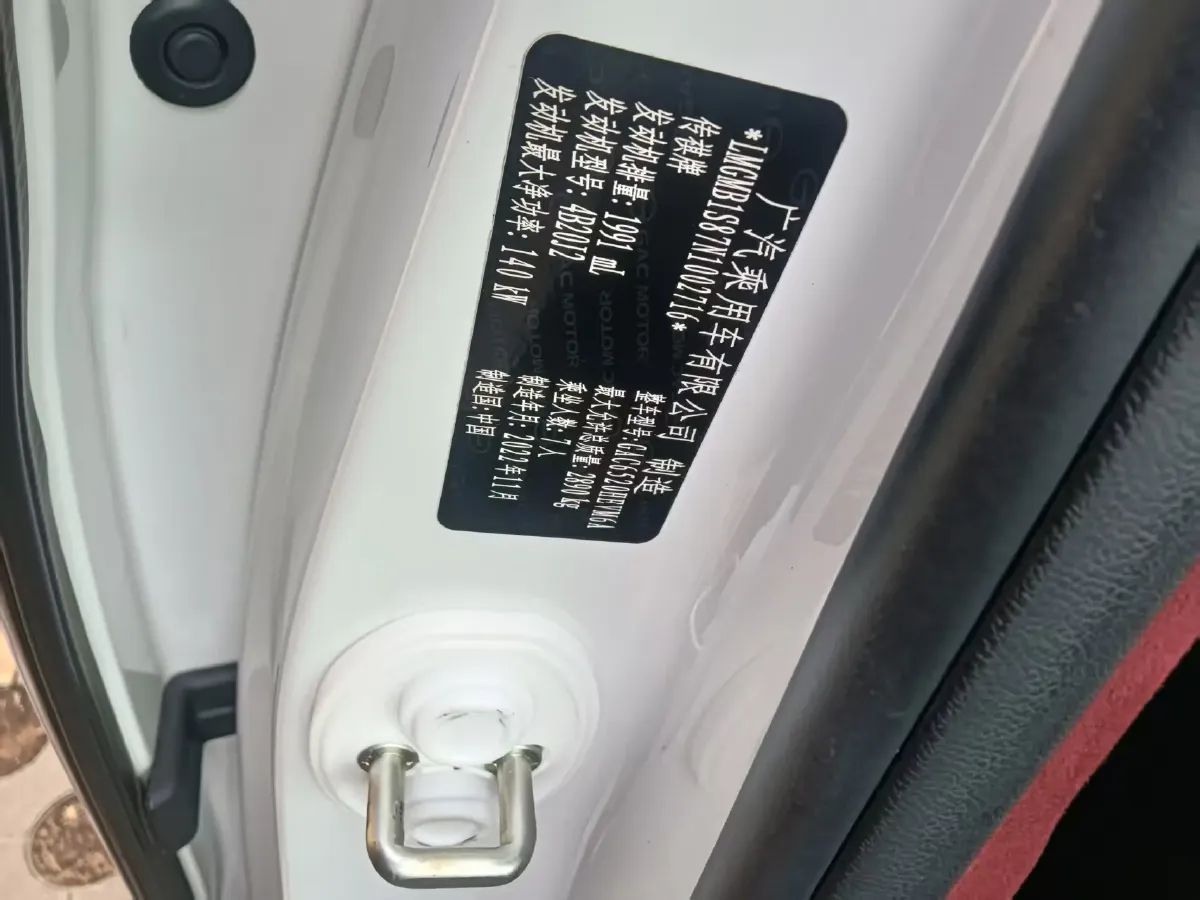 广汽乘用车有限公司 制造
*LMGMB1S87N1002716*
传祺牌 整车型号:GAC6520HEVM6A
发动机排量:1991 ml 最大允许总质量:2890 kg
发动机型号:4B20J2 乘坐人数:7人
发动机最大净功率:140 kW 制造年月:2022年11月
制造国:中国